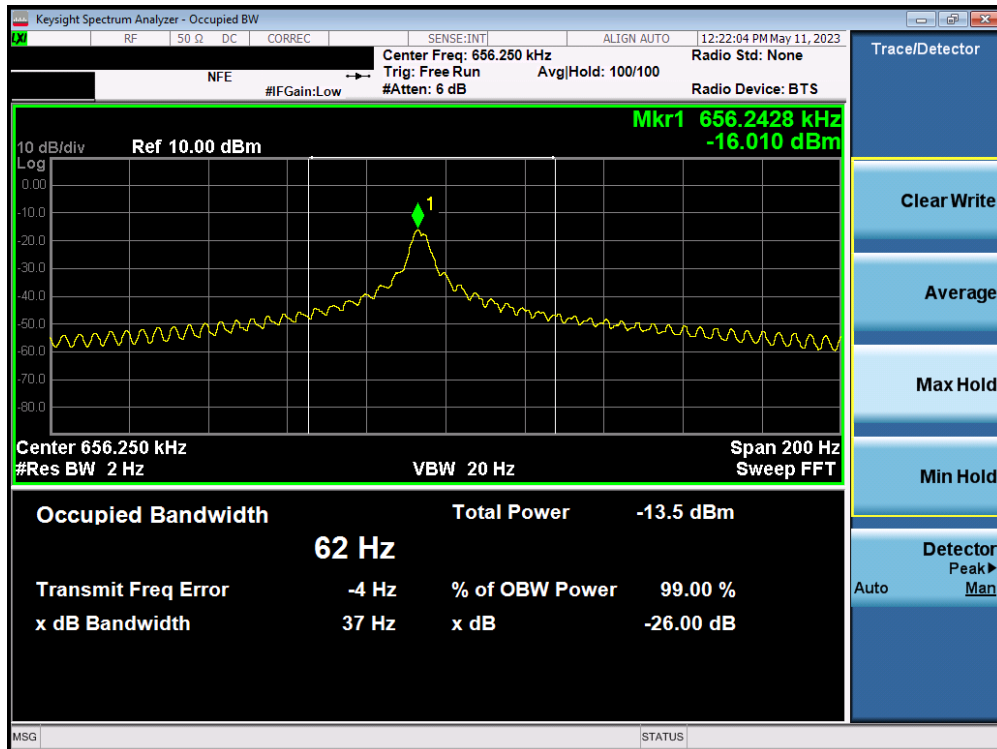 Keysight Spectrum Analyzer - Occupied BW
LXI RF 50 Ω DC CORREC SENSE:INT ALIGN AUTO 12:22:04 PM May 11, 2023
Center Freq: 656.250 kHz Radio Std: None
NFE Trig: Free Run Avg|Hold: 100/100
#IFGain:Low #Atten: 6 dB Radio Device: BTS
Mkr1 656.2428 kHz
10 dB/div Ref 10.00 dBm -16.010 dBm
Log
0.00
-10.0
1
-20.0
-30.0
-40.0
-50.0
-60.0
-70.0
-80.0
Center 656.250 kHz Span 200 Hz
#Res BW 2 Hz VBW 20 Hz Sweep FFT
Occupied Bandwidth Total Power -13.5 dBm
62 Hz
Transmit Freq Error -4 Hz % of OBW Power 99.00 %
x dB Bandwidth 37 Hz x dB -26.00 dB
MSG STATUS
Trace/Detector
Clear Write
Average
Max Hold
Min Hold
Detector
Peak▶
Auto Man